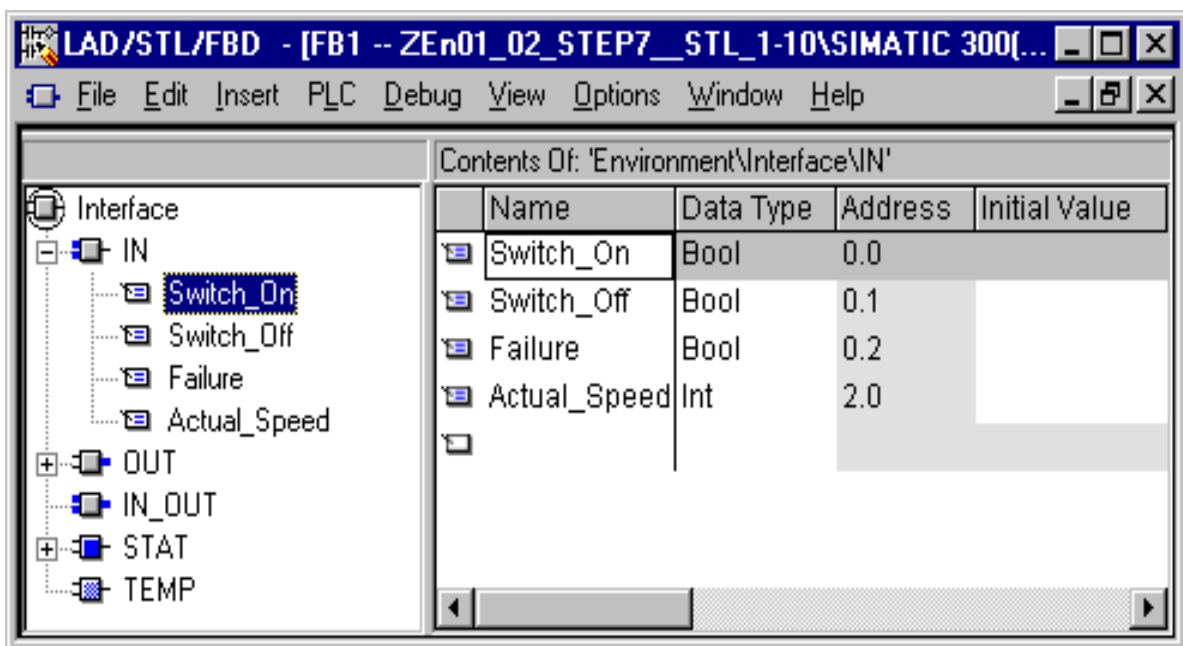 LAD/STL/FBD - [FB1 -- ZEn01_02_STEP7__STL_1-10\SIMATIC 300(...
File Edit Insert PLC Debug View Options Window Help
Contents Of: 'Environment\Interface\IN'
Interface
IN
Switch_On
Switch_Off
Failure
Actual_Speed
OUT
IN_OUT
STAT
TEMP
Name Data Type Address Initial Value
Switch_On Bool 0.0
Switch_Off Bool 0.1
Failure Bool 0.2
Actual_Speed Int 2.0